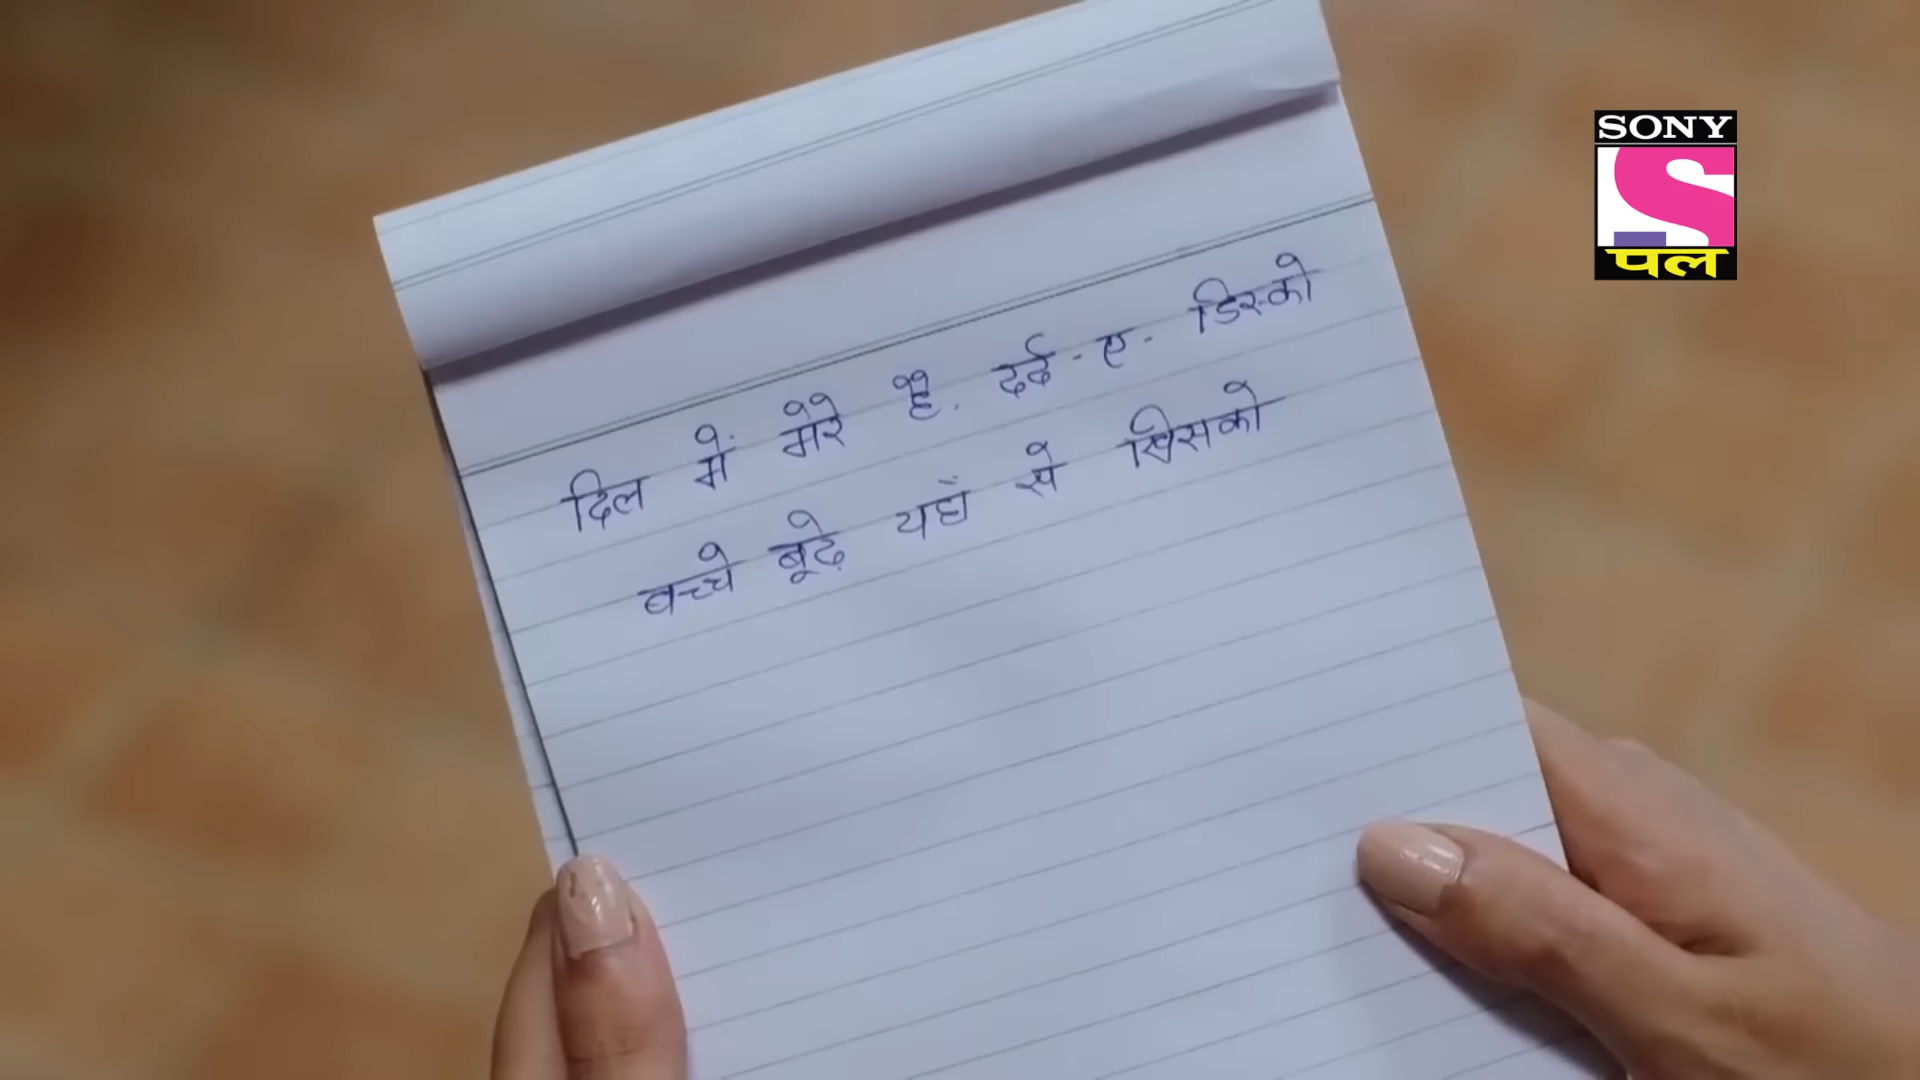 SONY
S
पल
दिल में मेरे है. दर्द-ए- डिस्को
बच्चे बूढ़े यहाँ से खिसको